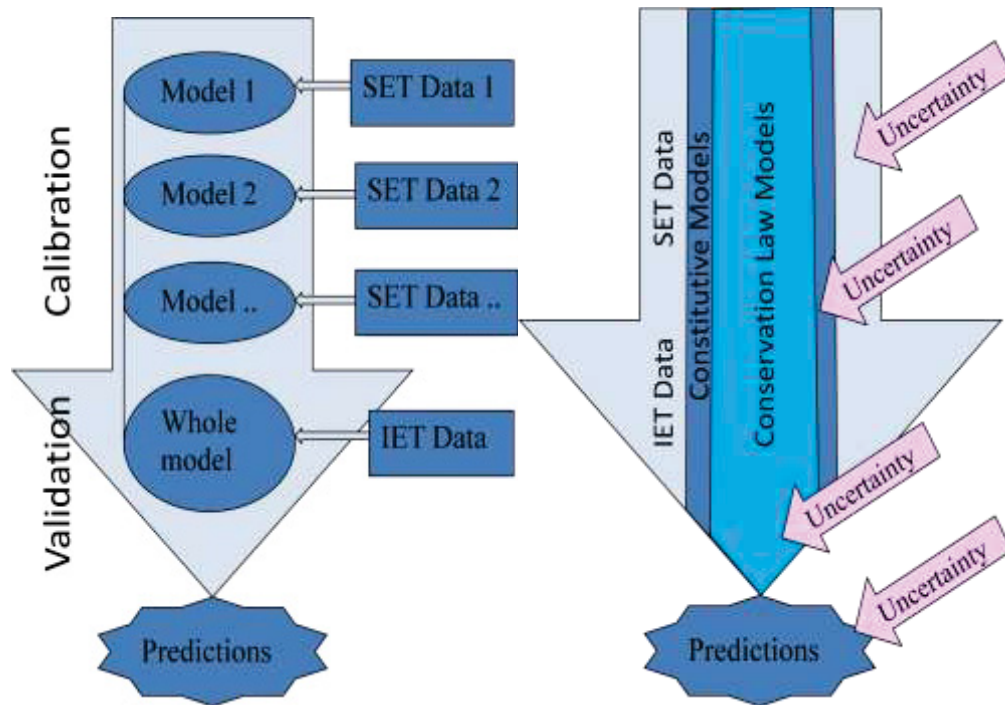 Calibration
Validation
Model 1
SET Data 1
Model 2
SET Data 2
Model ..
SET Data ..
Whole
model
IET Data
Predictions
SET Data
IET Data
Constitutive Models
Conservation Law Models
Uncertainty
Uncertainty
Uncertainty
Uncertainty
Predictions